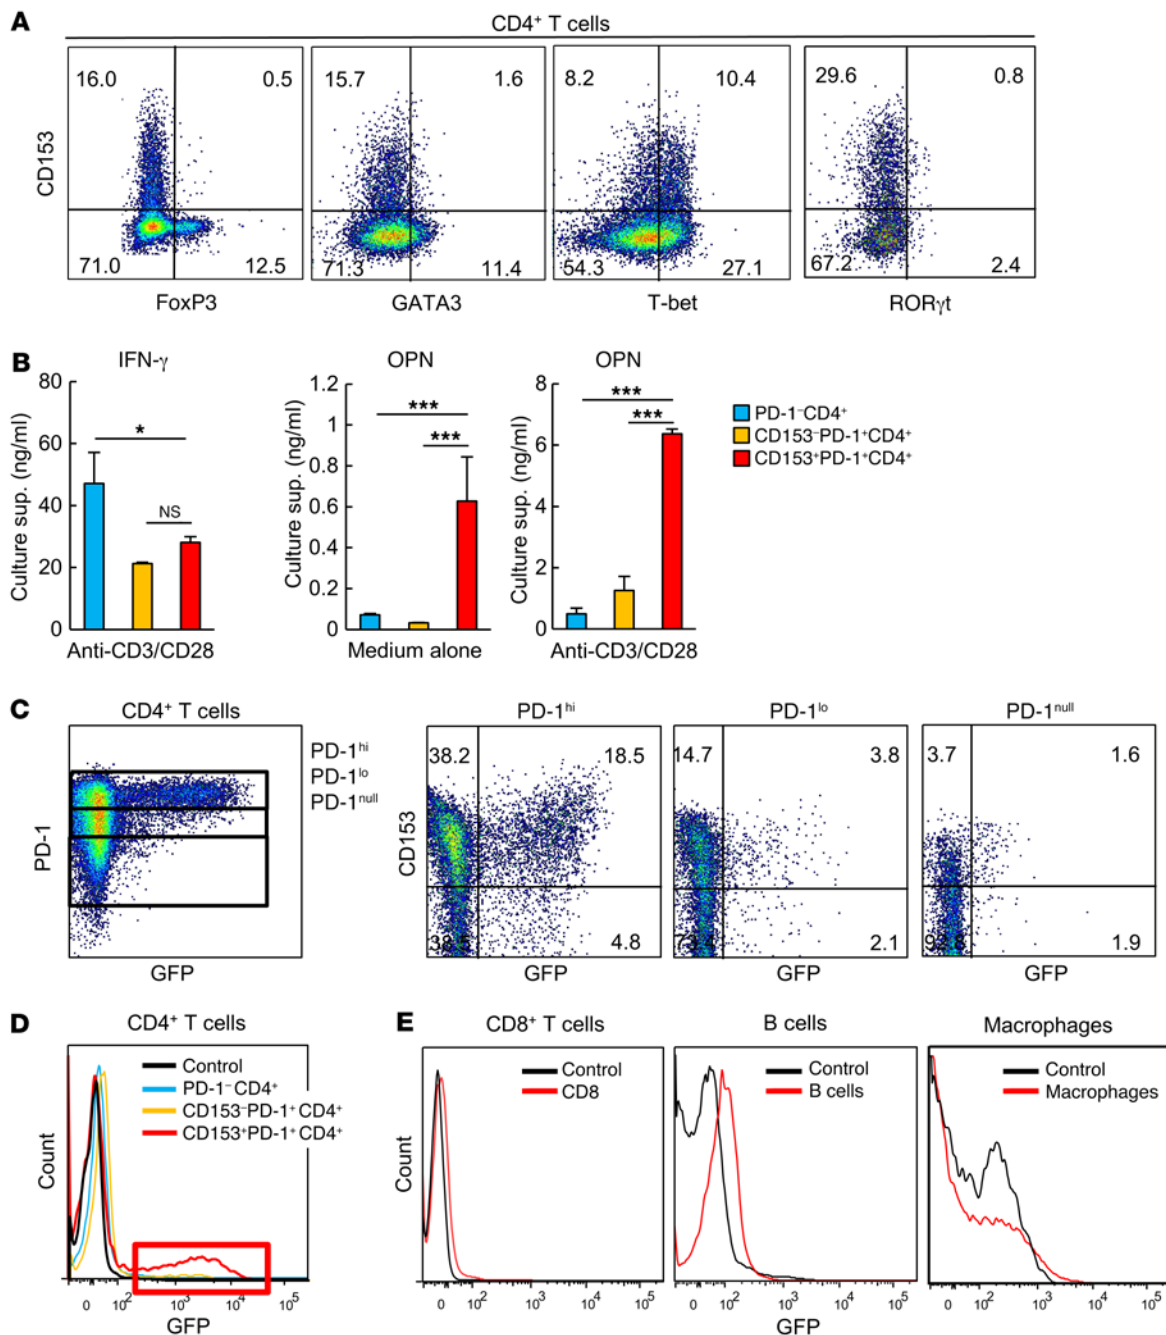 A
CD4⁺ T cells
16.0 0.5
15.7 1.6
8.2 10.4
29.6 0.8
CD153
71.0 12.5
71.3 11.4
54.3 27.1
67.2 2.4
FoxP3 GATA3 T-bet RORγt
B
IFN-γ
OPN
OPN
Culture sup. (ng/ml)
80
60
40
20
0
*
NS
Anti-CD3/CD28
Culture sup. (ng/ml)
1.2
1
0.8
0.6
0.4
0.2
0
***
***
Medium alone
Culture sup. (ng/ml)
8
6
4
2
0
***
***
Anti-CD3/CD28
PD-1⁻CD4⁺
CD153⁻PD-1⁺CD4⁺
CD153⁺PD-1⁺CD4⁺
C
CD4⁺ T cells
PD-1
GFP
PD-1ʰⁱ
PD-1ˡᵒ
PD-1ⁿᵘˡˡ
PD-1ʰⁱ PD-1ˡᵒ PD-1ⁿᵘˡˡ
CD153
38.2 18.5
14.7 3.8
3.7 1.6
38.5 4.8
2.1
92.8 1.9
GFP GFP GFP
D
CD4⁺ T cells
Control
PD-1⁻CD4⁺
CD153⁻PD-1⁺CD4⁺
CD153⁺PD-1⁺CD4⁺
Count
0 10² 10³ 10⁴ 10⁵
GFP
E
CD8⁺ T cells
Control
CD8
Count
0 10² 10³ 10⁴ 10⁵
B cells
Control
B cells
0 10² 10³ 10⁴ 10⁵
GFP
Macrophages
Control
Macrophages
0 10² 10³ 10⁴ 10⁵